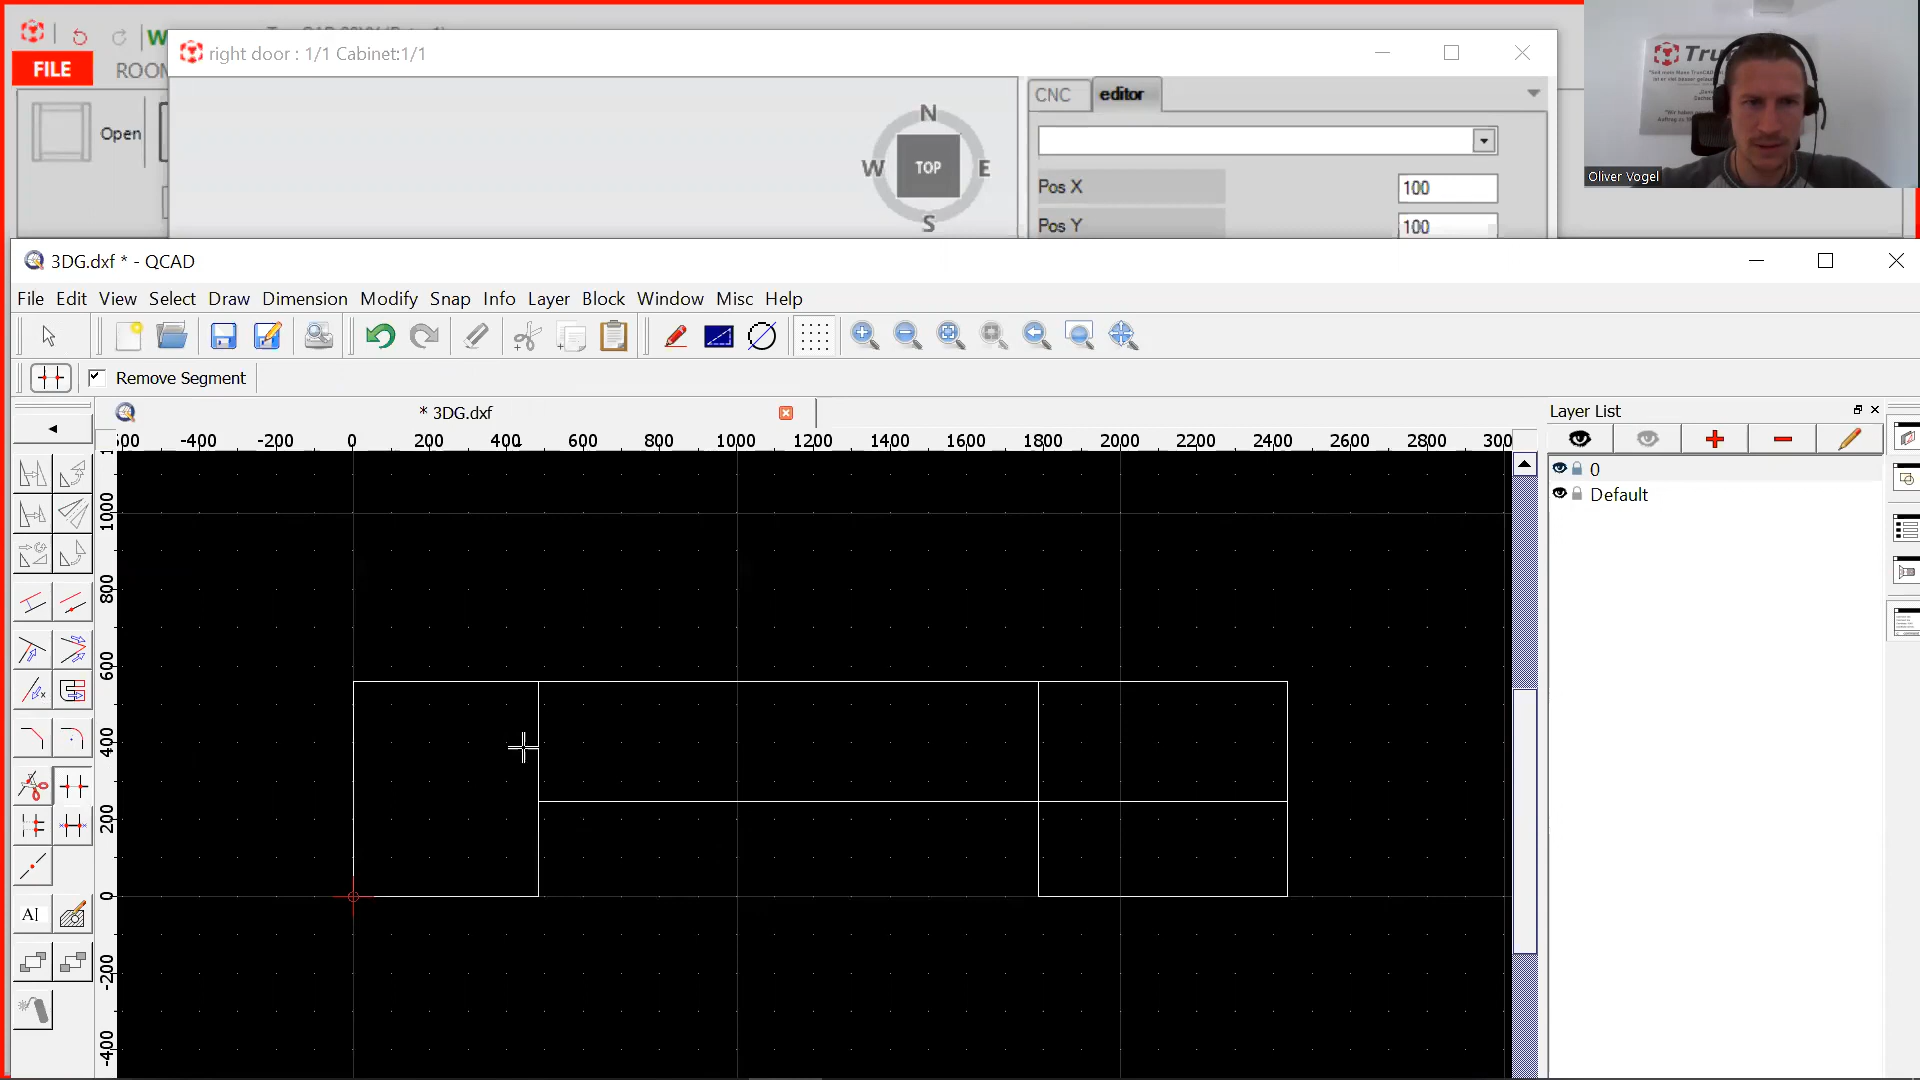 W
right door : 1/1 Cabinet:1/1
FILE
ROOM
Open
N
W
TOP
E
S
CNC
editor
Pos X
100
Pos Y
100
Oliver Vogel
3DG.dxf * - QCAD
File Edit View Select Draw Dimension Modify Snap Info Layer Block Window Misc Help
Remove Segment
* 3DG.dxf
Layer List
-400 -200 0 200 400 600 800 1000 1200 1400 1600 1800 2000 2200 2400 2600 2800 300
0
Default
1000
800
600
400
200
0
-200
-400
AI